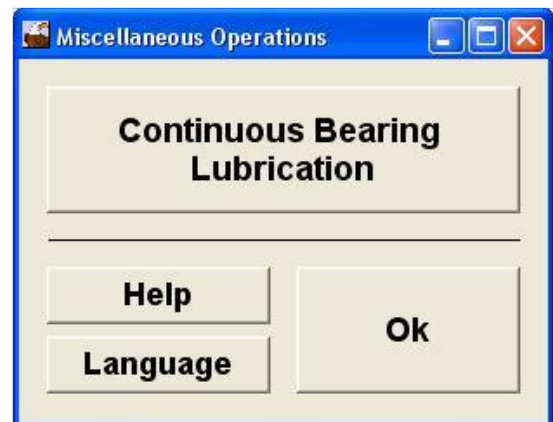 Miscellaneous Operations
Continuous Bearing
Lubrication
Help
Language
Ok